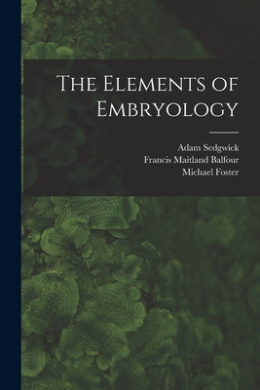 The Elements of
Embryology
Adam Sedgwick
Francis Maitland Balfour
Michael Foster